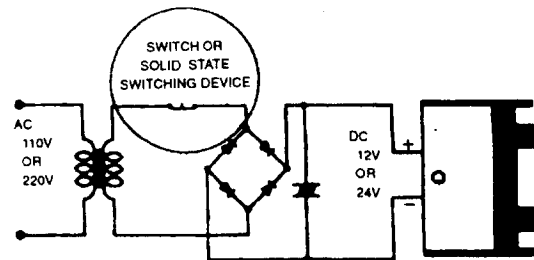 SWITCH OR
SOLID STATE
SWITCHING DEVICE
AC
110V
OR
220V
DC
12V
OR
24V
+
−